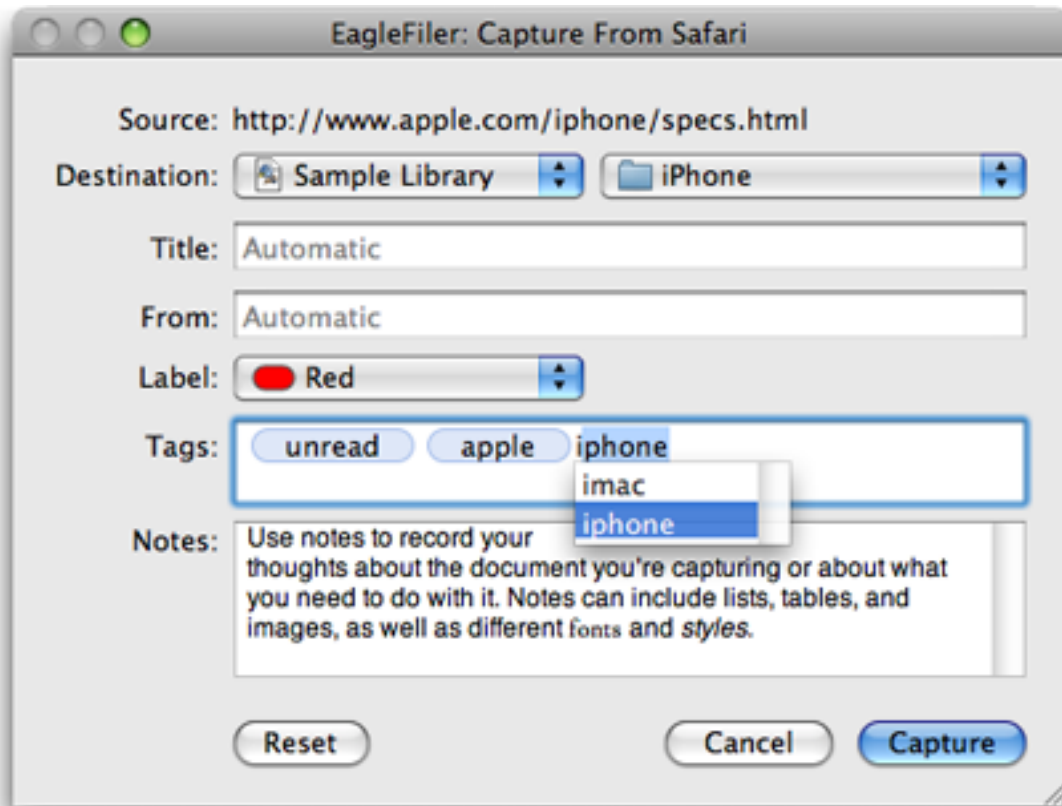 EagleFiler: Capture From Safari
Source: http://www.apple.com/iphone/specs.html
Destination: Sample Library iPhone
Title: Automatic
From: Automatic
Label: Red
Tags: unread apple iphone
imac
iphone
Notes: Use notes to record your
thoughts about the document you're capturing or about what
you need to do with it. Notes can include lists, tables, and
images, as well as different fonts and styles.
Reset Cancel Capture